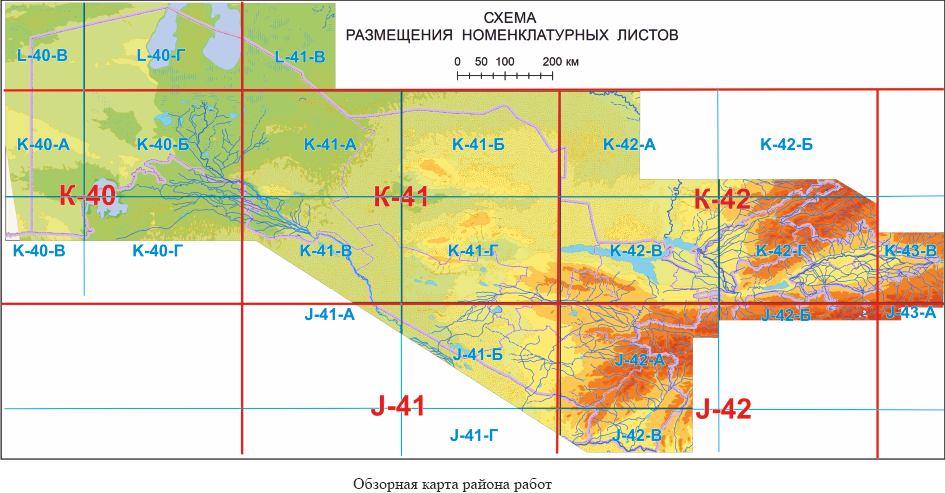 СХЕМА
РАЗМЕЩЕНИЯ НОМЕНКЛАТУРНЫХ ЛИСТОВ
0 50 100 200 км
L-40-В L-40-Г L-41-В
К-40-А К-40-Б К-41-А К-41-Б К-42-А К-42-Б
К-40 К-41 К-42
К-40-В К-40-Г К-41-В К-41-Г К-42-В К-42-Г К-43-В
J-41-А J-42-Б J-43-А
J-41-Б J-42-А
J-41 J-42
J-41-Г J-42-В
Обзорная карта района работ